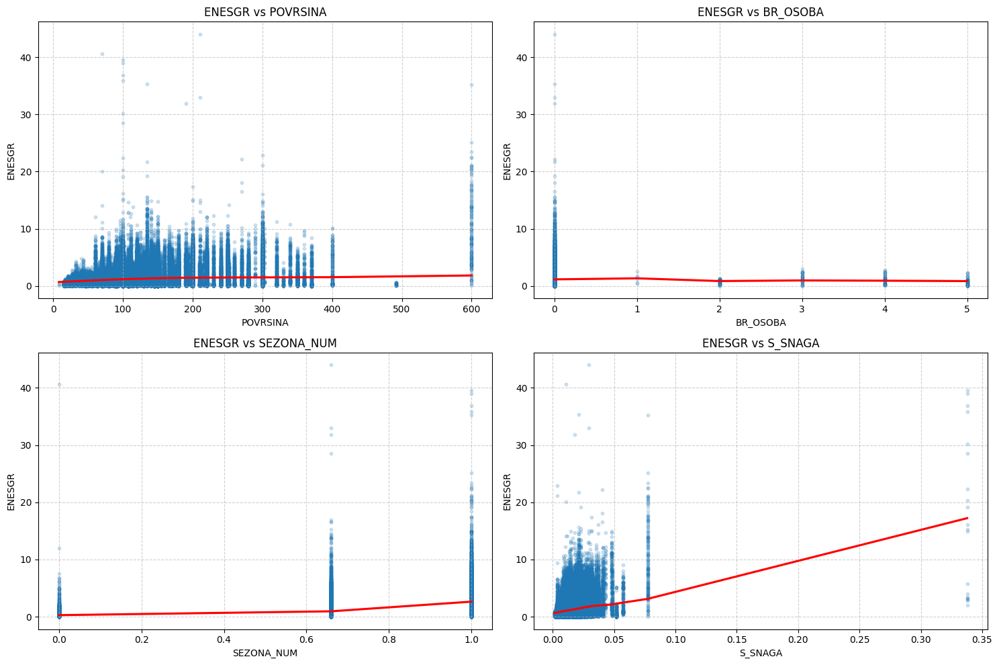 ENESGR vs POVRSINA
ENESGR
40
30
20
10
0
0 100 200 300 400 500 600
POVRSINA
ENESGR vs BR_OSOBA
ENESGR
40
30
20
10
0
0 1 2 3 4 5
BR_OSOBA
ENESGR vs SEZONA_NUM
ENESGR
40
30
20
10
0
0.0 0.2 0.4 0.6 0.8 1.0
SEZONA_NUM
ENESGR vs S_SNAGA
ENESGR
40
30
20
10
0
0.00 0.05 0.10 0.15 0.20 0.25 0.30 0.35
S_SNAGA